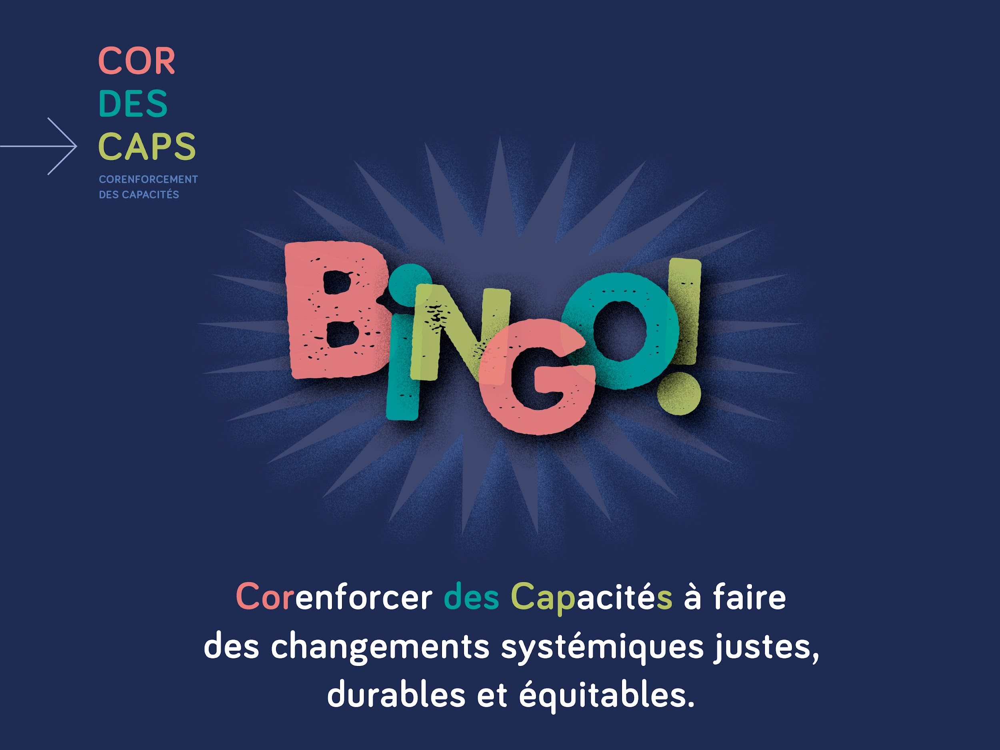 COR
DES
CAPS
CORENFORCEMENT
DES CAPACITÉS
BiNGO!
Corenforcer des Capacités à faire
des changements systémiques justes,
durables et équitables.